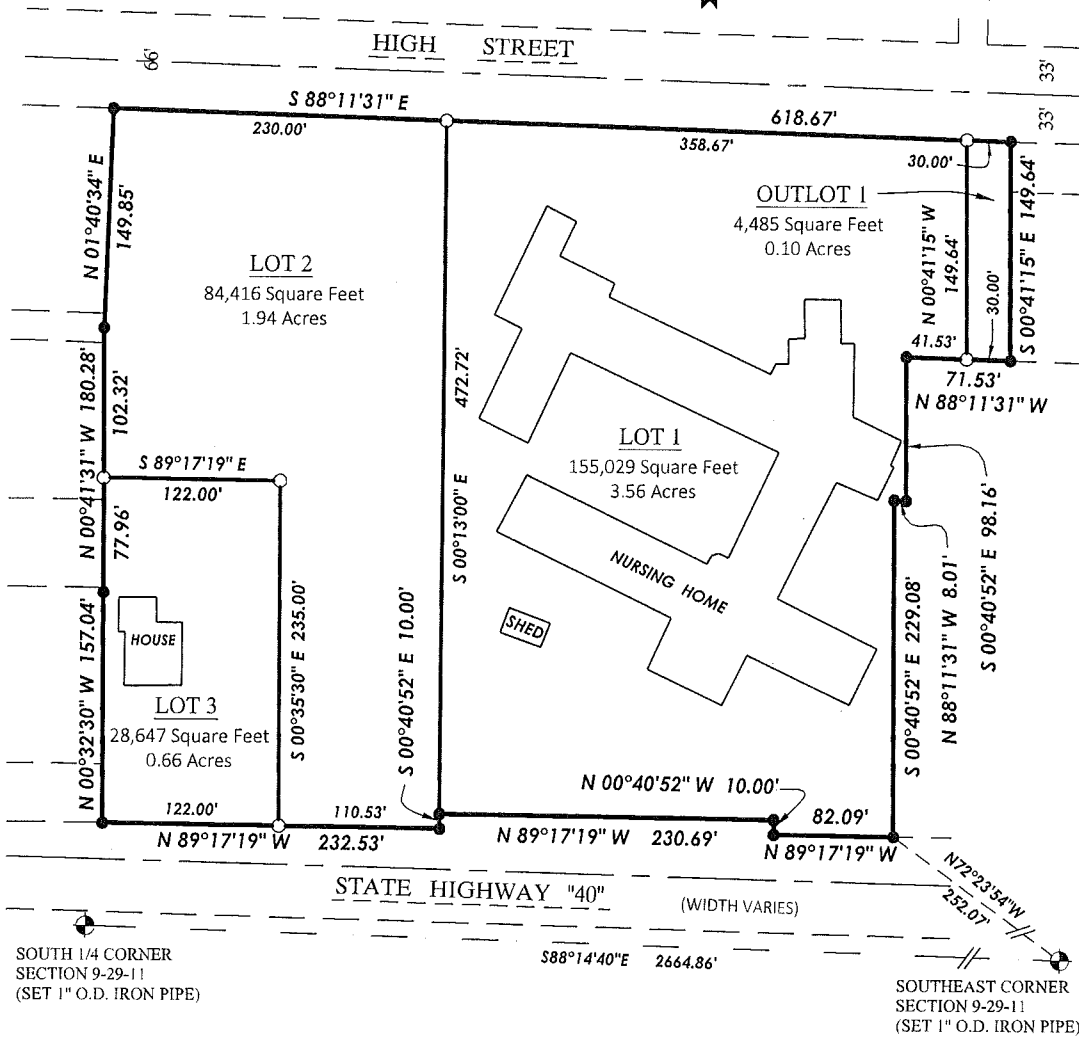 HIGH STREET
66'
33'
33'
S 88°11'31" E
230.00'
618.67'
358.67'
30.00'
N 01°40'34" E
149.85'
OUTLOT 1
4,485 Square Feet
0.10 Acres
N 00°41'15" W
149.64'
30.00'
S 00°41'15" E 149.64'
LOT 2
84,416 Square Feet
1.94 Acres
41.53'
71.53'
N 88°11'31" W
N 00°41'31" W 180.28'
102.32'
77.96'
472.72'
S 00°13'00" E
LOT 1
155,029 Square Feet
3.56 Acres
S 89°17'19" E
122.00'
NURSING HOME
SHED
S 00°40'52" E 98.16'
N 88°11'31" W 8.01'
S 00°40'52" E 229.08'
HOUSE
N 00°32'30" W 157.04'
S 00°35'30" E 235.00'
S 00°40'52" E 10.00'
LOT 3
28,647 Square Feet
0.66 Acres
N 00°40'52" W 10.00'
122.00'
110.53'
N 89°17'19" W 232.53'
N 89°17'19" W 230.69'
82.09'
N 89°17'19" W
STATE HIGHWAY "40"
(WIDTH VARIES)
N72°23'54"W
252.07'
S88°14'40"E 2664.86'
SOUTH 1/4 CORNER
SECTION 9-29-11
(SET 1" O.D. IRON PIPE)
SOUTHEAST CORNER
SECTION 9-29-11
(SET 1" O.D. IRON PIPE)